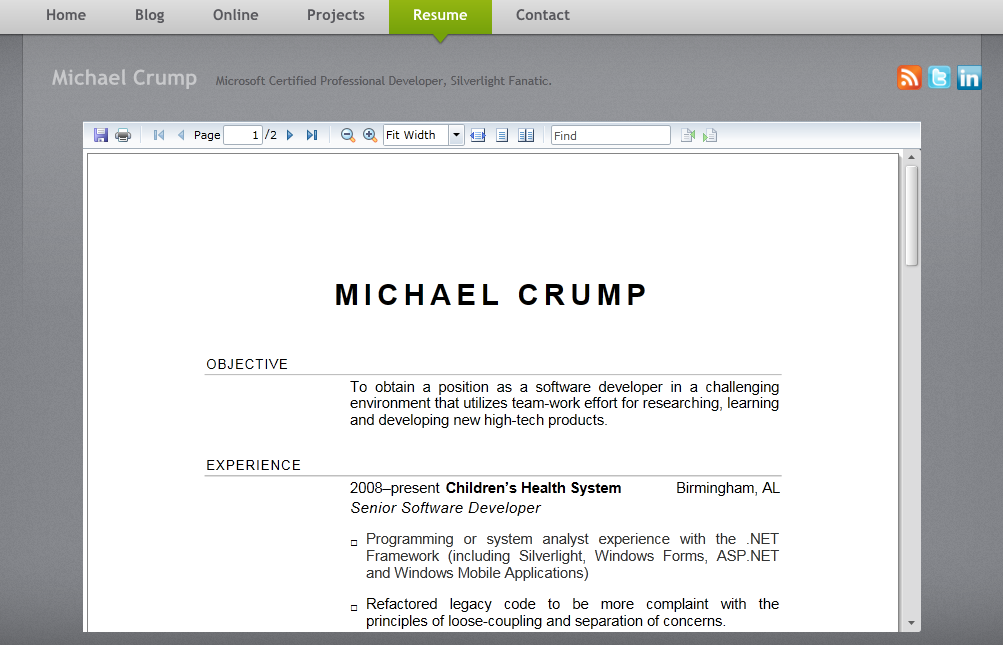 Home Blog Online Projects Resume Contact
Michael Crump Microsoft Certified Professional Developer, Silverlight Fanatic.
Page 1 /2 Fit Width Find
MICHAEL CRUMP
OBJECTIVE
To obtain a position as a software developer in a challenging
environment that utilizes team-work effort for researching, learning
and developing new high-tech products.
EXPERIENCE
2008–present Children's Health System Birmingham, AL
Senior Software Developer
Programming or system analyst experience with the .NET
Framework (including Silverlight, Windows Forms, ASP.NET
and Windows Mobile Applications)
Refactored legacy code to be more complaint with the
principles of loose-coupling and separation of concerns.